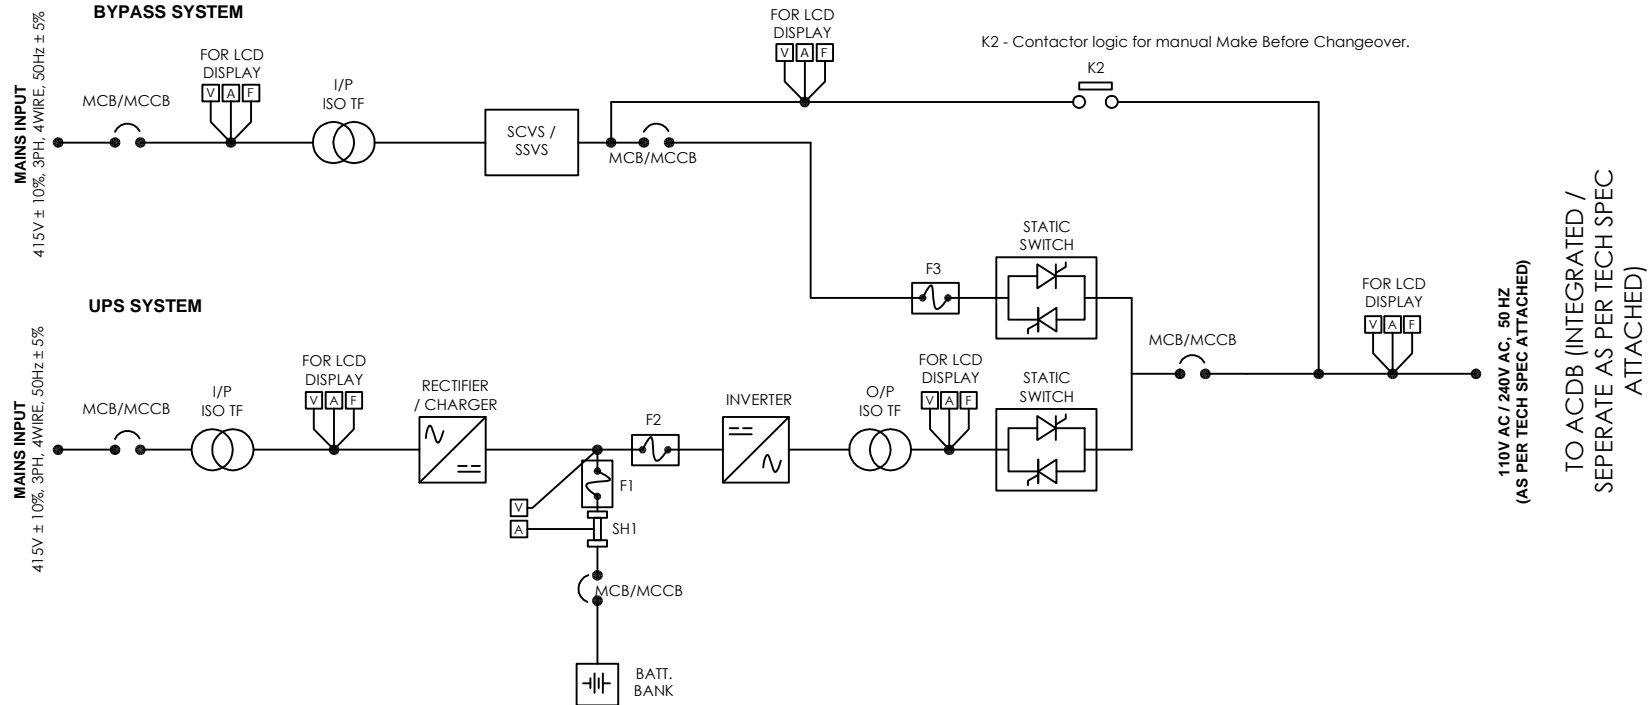 BYPASS SYSTEM
MAINS INPUT
415V ± 10%, 3PH, 4WIRE, 50Hz ± 5%
MCB/MCCB
FOR LCD
DISPLAY
V A F
I/P
ISO TF
SCVS /
SSVS
MCB/MCCB
FOR LCD
DISPLAY
V A F
K2 - Contactor logic for manual Make Before Changeover.
K2
F3
STATIC
SWITCH
UPS SYSTEM
MAINS INPUT
415V ± 10%, 3PH, 4WIRE, 50Hz ± 5%
MCB/MCCB
I/P
ISO TF
FOR LCD
DISPLAY
V A F
RECTIFIER
/ CHARGER
F2
F1
V
A
SH1
MCB/MCCB
BATT.
BANK
INVERTER
O/P
ISO TF
FOR LCD
DISPLAY
V A F
STATIC
SWITCH
MCB/MCCB
FOR LCD
DISPLAY
V A F
110V AC / 240V AC, 50 HZ
(AS PER TECH SPEC ATTACHED)
TO ACDB (INTEGRATED /
SEPERATE AS PER TECH SPEC
ATTACHED)